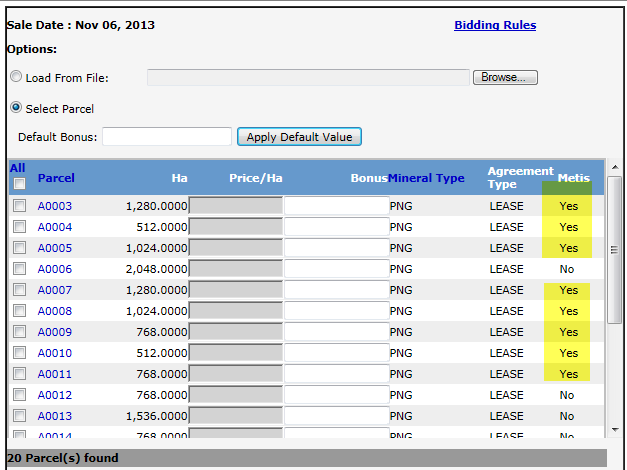 Sale Date : Nov 06, 2013 Bidding Rules
Options:
Load From File: Browse...
Select Parcel
Default Bonus: Apply Default Value
All Parcel Ha Price/Ha Bonus Mineral Type Agreement Type Metis
A0003 1,280.0000 PNG LEASE Yes
A0004 512.0000 PNG LEASE Yes
A0005 1,024.0000 PNG LEASE Yes
A0006 2,048.0000 PNG LEASE No
A0007 1,280.0000 PNG LEASE Yes
A0008 1,024.0000 PNG LEASE Yes
A0009 768.0000 PNG LEASE Yes
A0010 512.0000 PNG LEASE Yes
A0011 768.0000 PNG LEASE Yes
A0012 768.0000 PNG LEASE No
A0013 1,536.0000 PNG LEASE No
A0014 768.0000 PNG LEASE No
20 Parcel(s) found